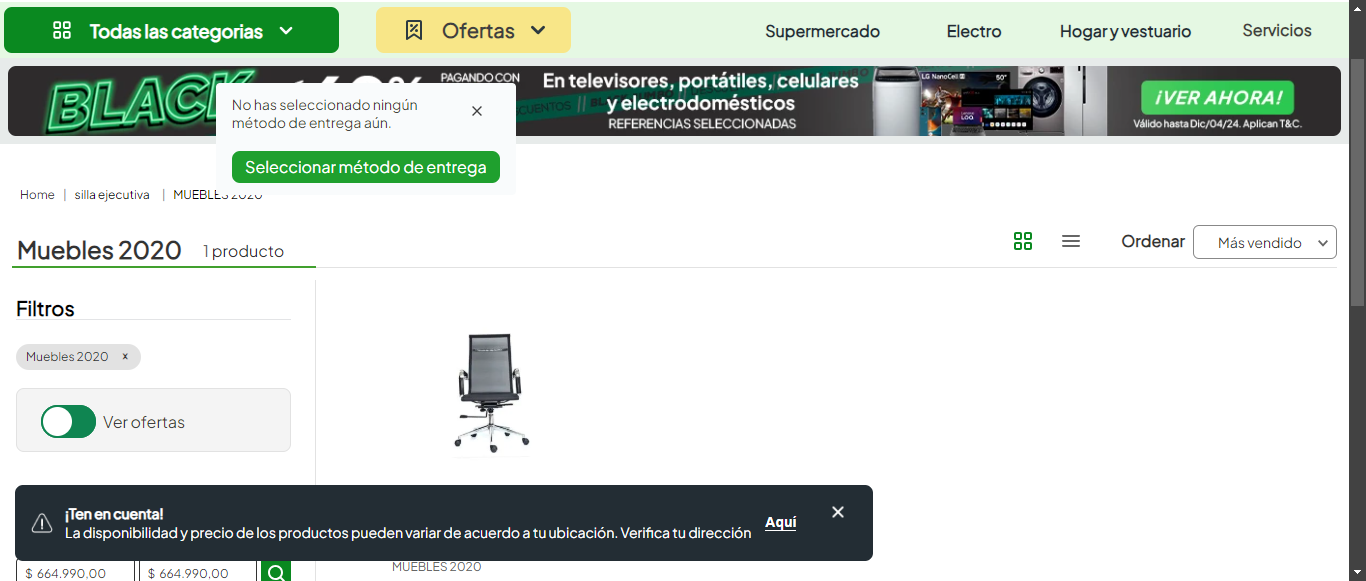 Todas las categorias
Ofertas
Supermercado
Electro
Hogar y vestuario
Servicios
BLACK
PAGANDO CON
En televisores, portátiles, celulares
y electrodomésticos
REFERENCIAS SELECCIONADAS
LG NanoCell
50"
¡VER AHORA!
Válido hasta Dic/04/24. Aplican T&C.
No has seleccionado ningún
método de entrega aún.
Seleccionar método de entrega
Home | silla ejecutiva | MUEBLES 2020
Muebles 2020 1 producto
Ordenar Más vendido
Filtros
Muebles 2020 x
Ver ofertas
¡Ten en cuenta!
La disponibilidad y precio de los productos pueden variar de acuerdo a tu ubicación. Verifica tu dirección
Aquí
$ 664.990,00 $ 664.990,00
MUEBLES 2020